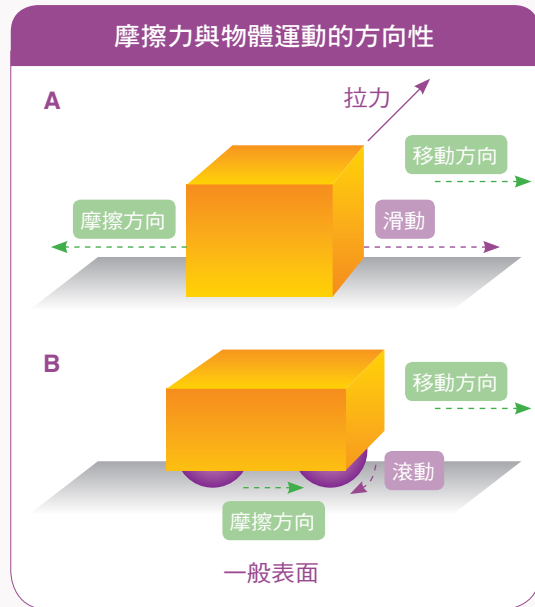 摩擦力與物體運動的方向性
A
拉力
移動方向
摩擦方向
滑動
B
移動方向
滾動
摩擦方向
一般表面